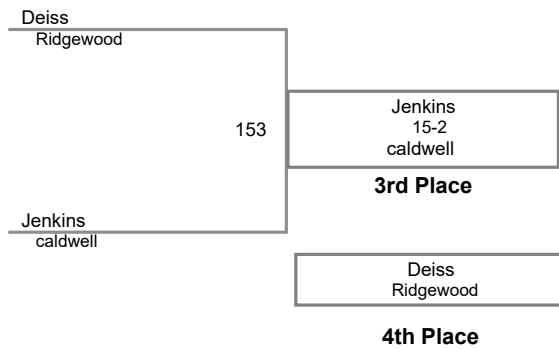 Deiss
Ridgewood
153
Jenkins
15-2
caldwell
3rd Place
Jenkins
caldwell
Deiss
Ridgewood
4th Place